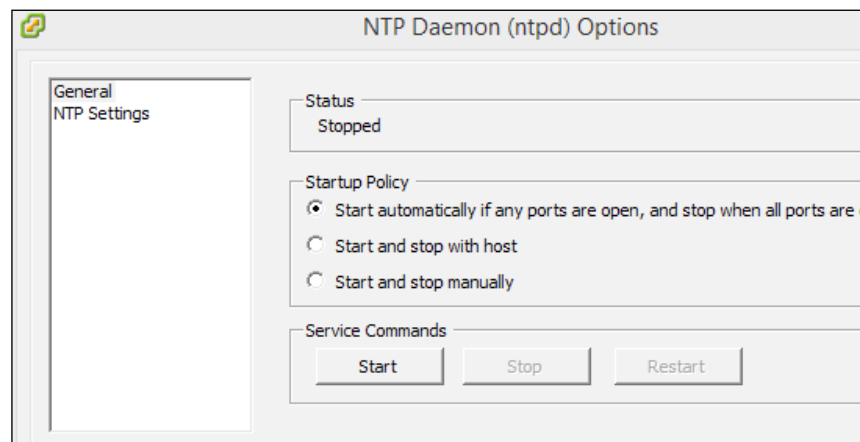 NTP Daemon (ntpd) Options
General
NTP Settings
Status
Stopped
Startup Policy
Start automatically if any ports are open, and stop when all ports are
Start and stop with host
Start and stop manually
Service Commands
Start Stop Restart